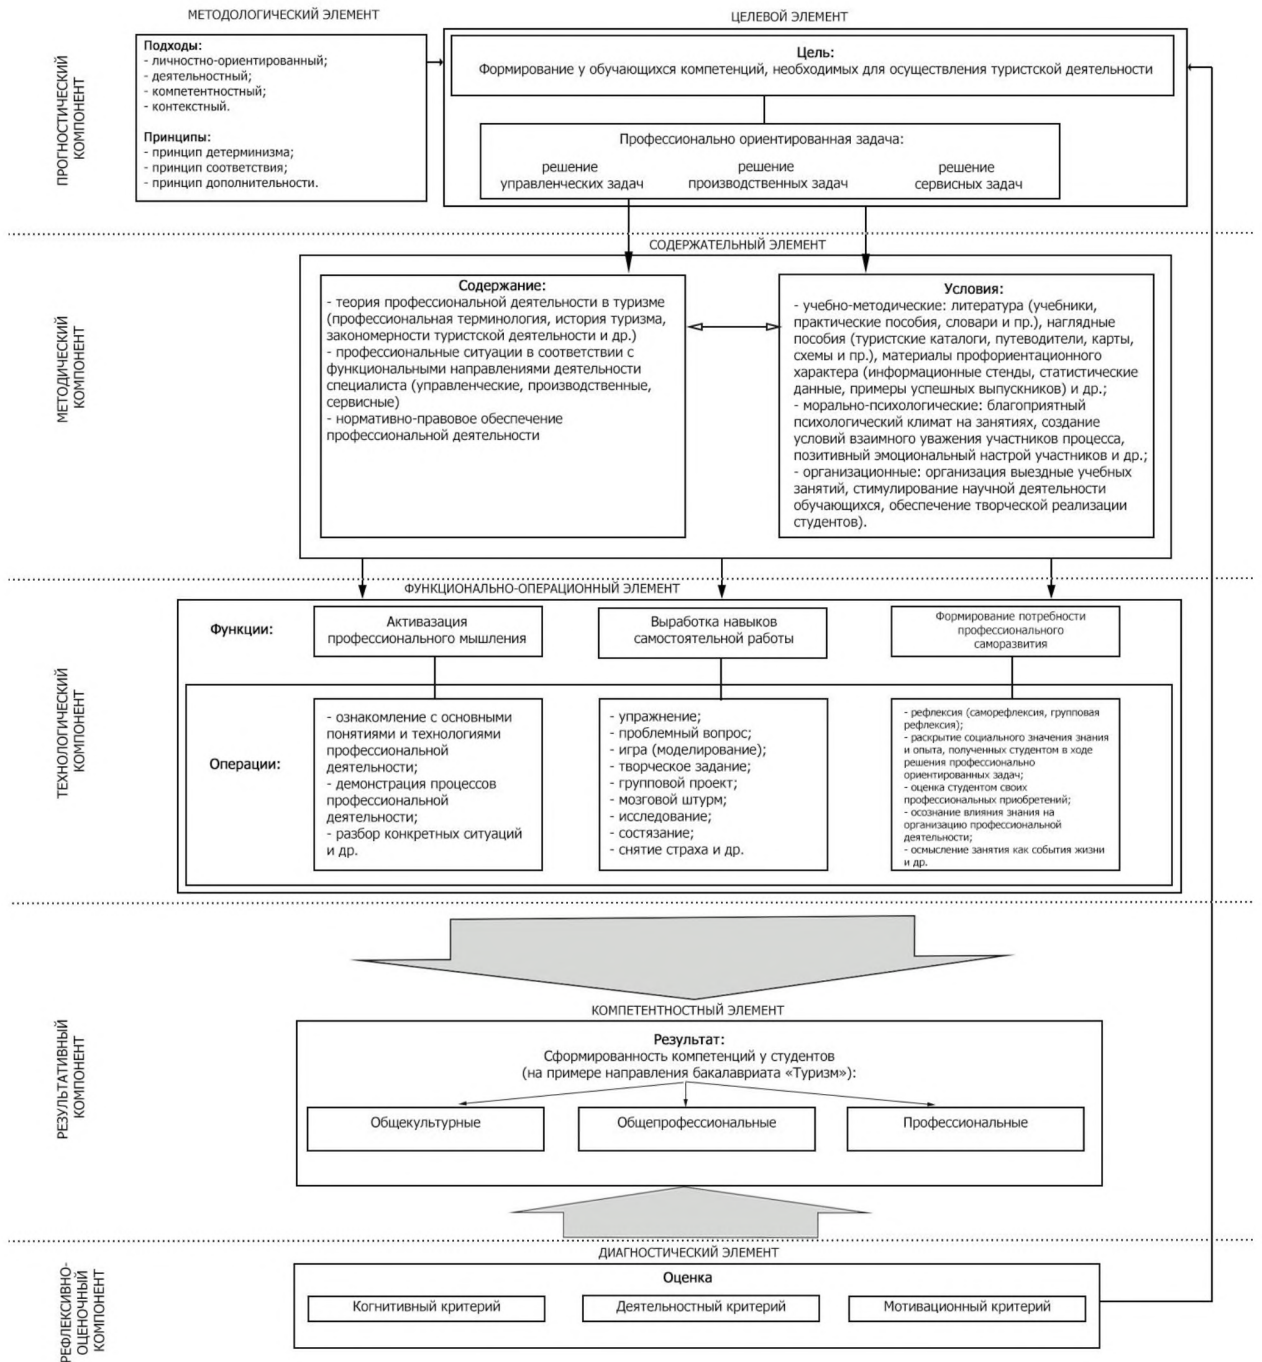 МЕТОДОЛОГИЧЕСКИЙ ЭЛЕМЕНТ
ЦЕЛЕВОЙ ЭЛЕМЕНТ
ПРОГНОСТИЧЕСКИЙ
КОМПОНЕНТ
Подходы:
- личностно-ориентированный;
- деятельностный;
- компетентностный;
- контекстный.
Принципы:
- принцип детерминизма;
- принцип соответствия;
- принцип дополнительности.
Цель:
Формирование у обучающихся компетенций, необходимых для осуществления туристской деятельности
Профессионально ориентированная задача:
решение
управленческих задач
решение
производственных задач
решение
сервисных задач
СОДЕРЖАТЕЛЬНЫЙ ЭЛЕМЕНТ
МЕТОДИЧЕСКИЙ
КОМПОНЕНТ
Содержание:
- теория профессиональной деятельности в туризме
(профессиональная терминология, история туризма,
закономерности туристской деятельности и др.)
- профессиональные ситуации в соответствии с
функциональными направлениями деятельности
специалиста (управленческие, производственные,
сервисные)
- нормативно-правовое обеспечение
профессиональной деятельности
Условия:
- учебно-методические: литература (учебники,
практические пособия, словари и пр.), наглядные
пособия (туристские каталоги, путеводители, карты,
схемы и пр.), материалы профориентационного
характера (информационные стенды, статистические
данные, примеры успешных выпускников) и др.;
- морально-психологические: благоприятный
психологический климат на занятиях, создание
условий взаимного уважения участников процесса,
позитивный эмоциональный настрой участников и др.;
- организационные: организация выездные учебных
занятий, стимулирование научной деятельности
обучающихся, обеспечение творческой реализации
студентов).
ФУНКЦИОНАЛЬНО-ОПЕРАЦИОННЫЙ ЭЛЕМЕНТ
ТЕХНОЛОГИЧЕСКИЙ
КОМПОНЕНТ
Функции:
Активазация
профессионального мышления
Выработка навыков
самостоятельной работы
Формирование потребности
профессионального
саморазвития
Операции:
- ознакомление с основными
понятиями и технологиями
профессиональной
деятельности;
- демонстрация процессов
профессиональной
деятельности;
- разбор конкретных ситуаций
и др.
- упражнение;
- проблемный вопрос;
- игра (моделирование);
- творческое задание;
- групповой проект;
- мозговой штурм;
- исследование;
- состязание;
- снятие страха и др.
- рефлексия (саморефлексия, групповая
рефлексия);
- раскрытие социального значения знания
и опыта, полученных студентом в ходе
решения профессионально
ориентированных задач;
- оценка студентом своих
профессиональных приобретений;
- осознание влияния знания на
организацию профессиональной
деятельности;
- осмысление занятия как события жизни
и др.
РЕЗУЛЬТАТИВНЫЙ
КОМПОНЕНТ
КОМПЕТЕНТНОСТНЫЙ ЭЛЕМЕНТ
Результат:
Сформированность компетенций у студентов
(на примере направления бакалавриата «Туризм»):
Общекультурные
Общепрофессиональные
Профессиональные
ДИАГНОСТИЧЕСКИЙ ЭЛЕМЕНТ
РЕФЛЕКСИВНО-
ОЦЕНОЧНЫЙ
КОМПОНЕНТ
Оценка
Когнитивный критерий
Деятельностный критерий
Мотивационный критерий